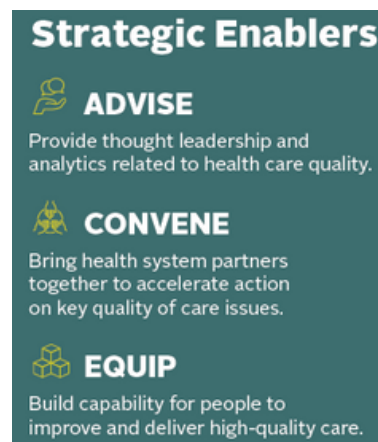 Strategic Enablers
ADVISE
Provide thought leadership and
analytics related to health care quality.
CONVENE
Bring health system partners
together to accelerate action
on key quality of care issues.
EQUIP
Build capability for people to
improve and deliver high-quality care.